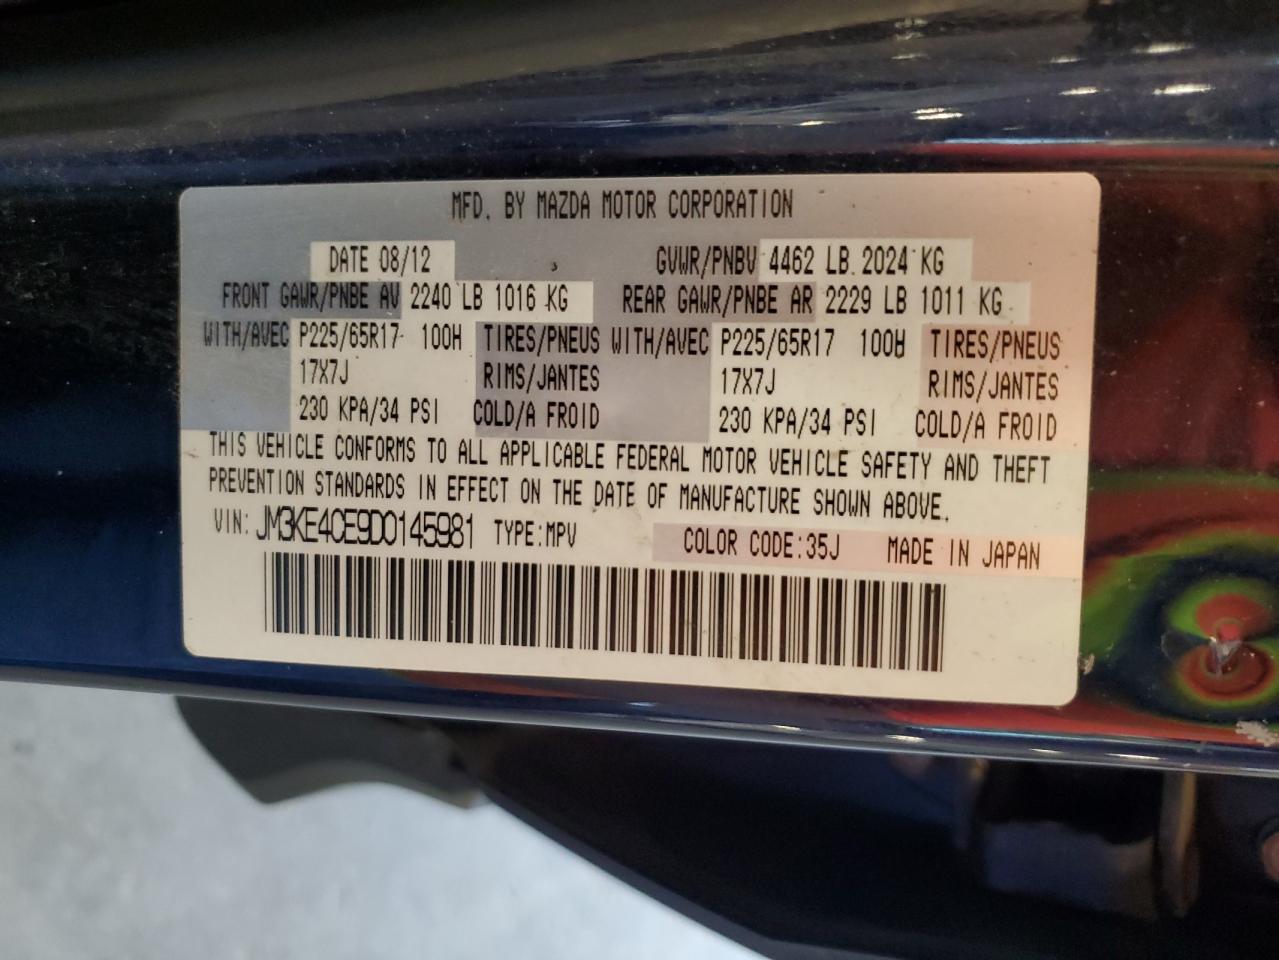 MFD. BY MAZDA MOTOR CORPORATION
DATE 08/12 GVWR/PNBV 4462 LB 2024 KG
FRONT GAWR/PNBE AV 2240 LB 1016 KG REAR GAWR/PNBE AR 2229 LB 1011 KG
WITH/AVEC P225/65R17 100H TIRES/PNEUS WITH/AVEC P225/65R17 100H TIRES/PNEUS
17X7J RIMS/JANTES 17X7J RIMS/JANTES
230 KPA/34 PSI COLD/A FROID 230 KPA/34 PSI COLD/A FROID
THIS VEHICLE CONFORMS TO ALL APPLICABLE FEDERAL MOTOR VEHICLE SAFETY AND THEFT
PREVENTION STANDARDS IN EFFECT ON THE DATE OF MANUFACTURE SHOWN ABOVE.
VIN: JM3KE4CE9D0145981 TYPE:MPV COLOR CODE:35J MADE IN JAPAN